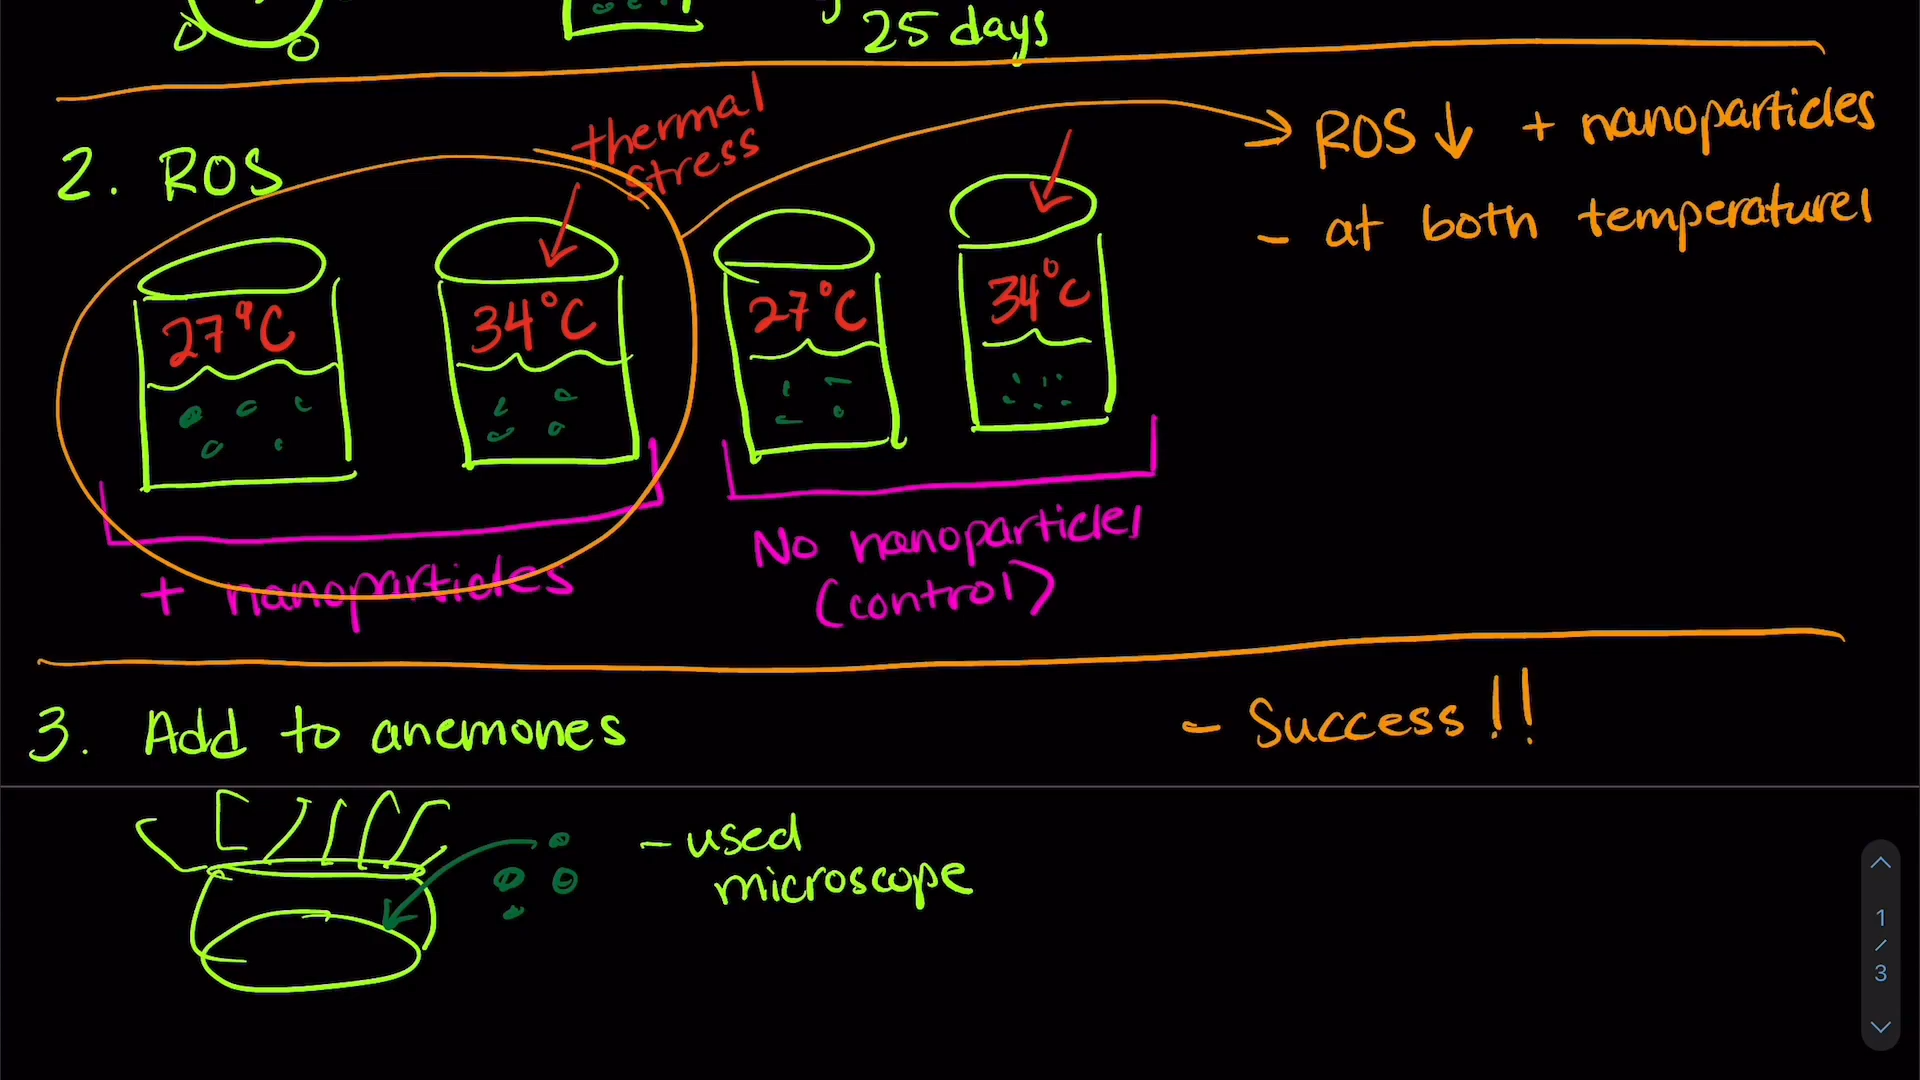 25 days
thermal
stress
2. ROS
ROS ↓ + nanoparticles
- at both temperatures
27°C
34°C
27°C
34°C
+ nanoparticles
No nanoparticles
(control)
3. Add to anemones
- Success!!
- used
microscope
1
/
3